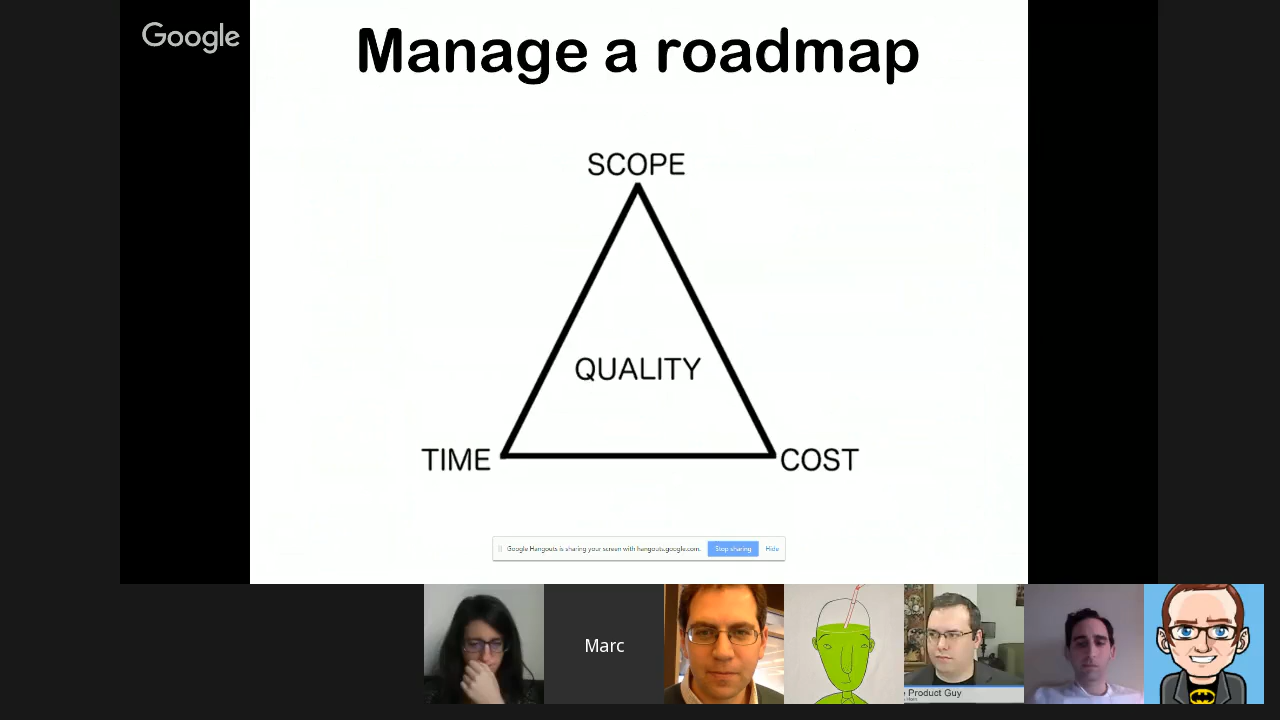 Google
Manage a roadmap
SCOPE
QUALITY
TIME
COST
Google Hangouts is sharing your screen with hangouts.google.com.
Stop sharing
Hide
Marc
Product Guy